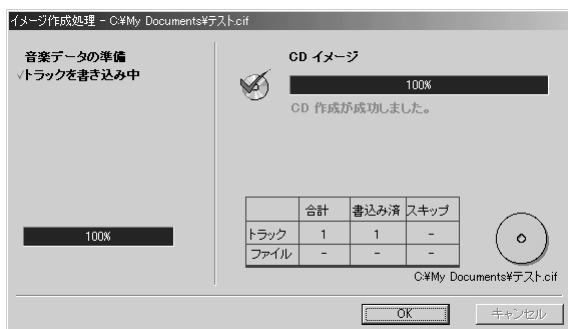 イメージ作成処理 - C:¥My Documents¥テスト.cif
音楽データの準備
√トラックを書き込み中
100%
CD イメージ
100%
CD 作成が成功しました。
合計 書込み済 スキップ
トラック 1 1 -
ファイル - - -
C:¥My Documents¥テスト.cif
OK キャンセル